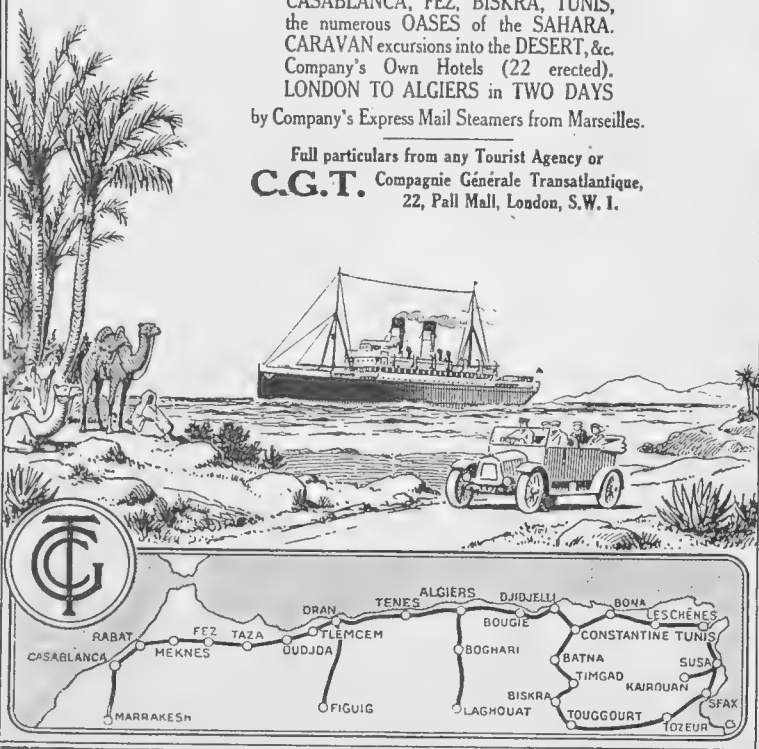 CASABLANCA, FEZ, BISKRA, TUNIS,
the numerous OASES of the SAHARA.
CARAVAN excursions into the DESERT, &c.
Company's Own Hotels (22 erected).
LONDON TO ALGIERS in TWO DAYS
by Company's Express Mail Steamers from Marseilles.
Full particulars from any Tourist Agency or
C.G.T. Compagnie Générale Transatlantique,
22, Pall Mall, London, S.W. 1.
CGT
CASABLANCA
RABAT
MEKNES
FEZ
TAZA
OUDJDA
ORAN
TLEMCEM
TENES
ALGIERS
BOUGIE
DJIDJELLI
BONA
LESCHÊNES
CONSTANTINE
TUNIS
BOGHARI
BATNA
TIMGAD
SUSA
KAIROUAN
BISKRA
SFAX
MARRAKESH
FIGUIG
LAGHOUAT
TOUGGOURT
TOZEUR